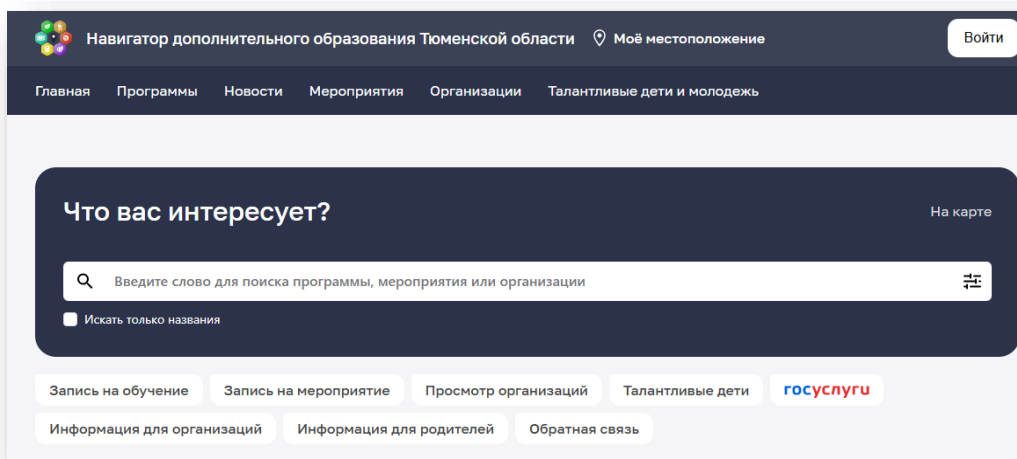 Навигатор дополнительного образования Тюменской области Моё местоположение Войти
Главная Программы Новости Мероприятия Организации Талантливые дети и молодежь
Что вас интересует? На карте
Введите слово для поиска программы, мероприятия или организации
Искать только названия
Запись на обучение Запись на мероприятие Просмотр организаций Талантливые дети госуслуги
Информация для организаций Информация для родителей Обратная связь